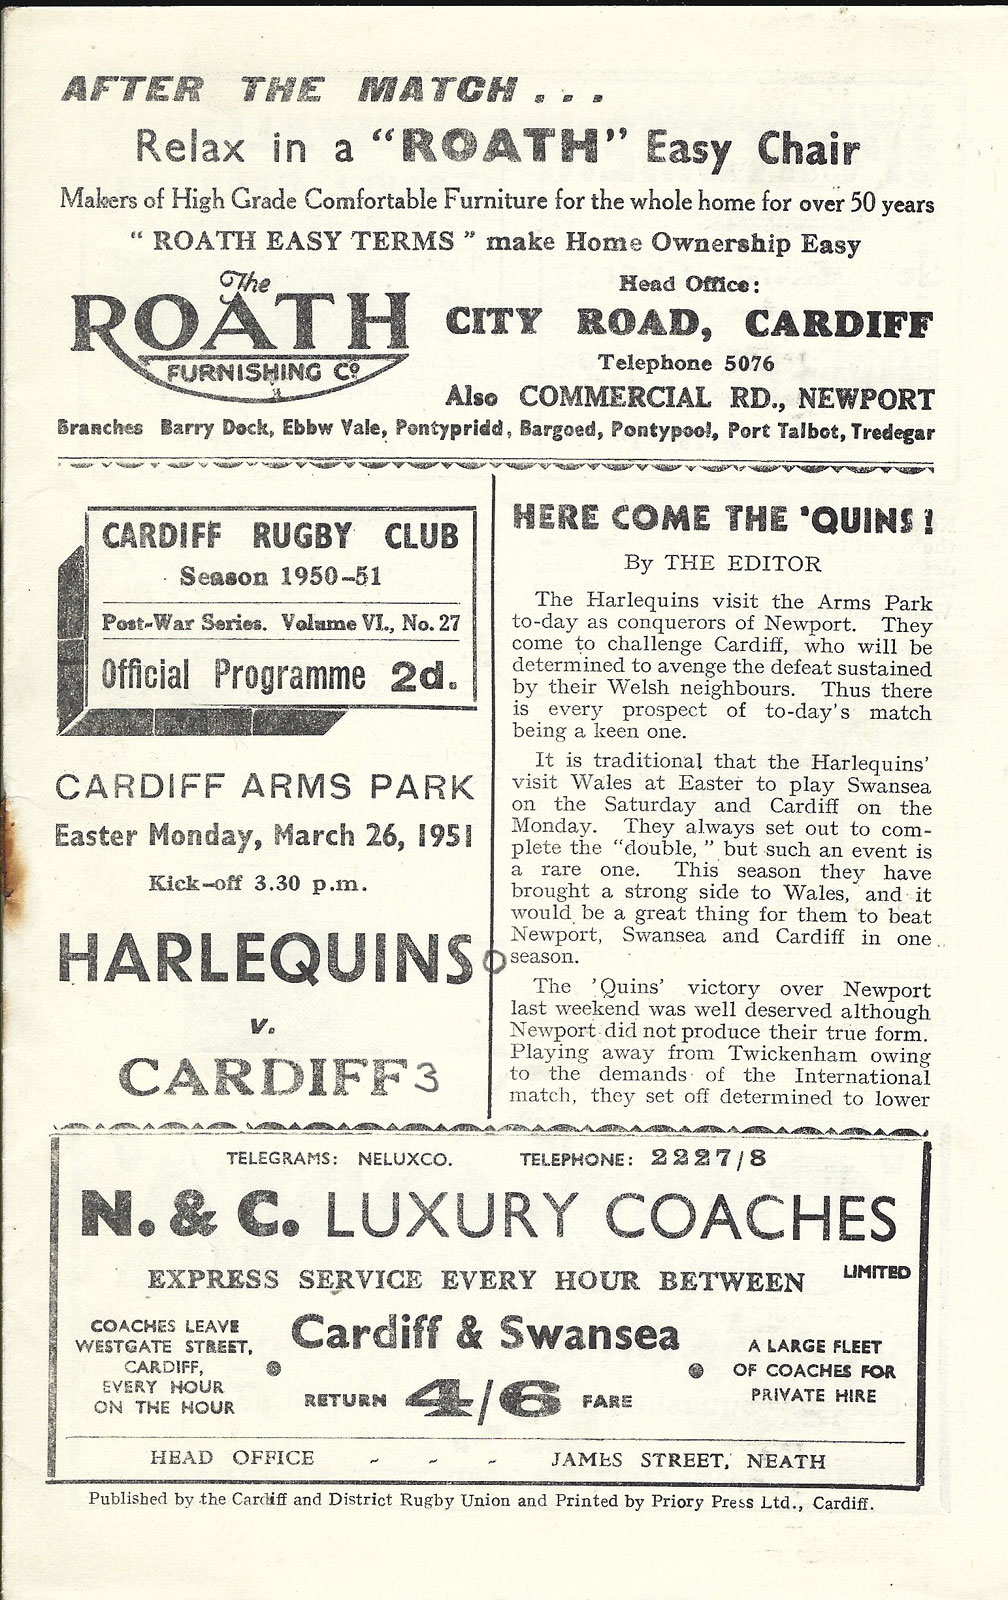 AFTER THE MATCH . . .
Relax in a "ROATH" Easy Chair
Makers of High Grade Comfortable Furniture for the whole home for over 50 years
" ROATH EASY TERMS " make Home Ownership Easy
The
ROATH
FURNISHING Co
Head Office:
CITY ROAD, CARDIFF
Telephone 5076
Also COMMERCIAL RD., NEWPORT
Branches Barry Dock, Ebbw Vale, Pontypridd, Bargoed, Pontypool, Port Talbot, Tredegar
CARDIFF RUGBY CLUB
Season 1950-51
Post-War Series. Volume VI., No. 27
Official Programme 2d.
CARDIFF ARMS PARK
Easter Monday, March 26, 1951
Kick-off 3.30 p.m.
HARLEQUINS 0
v.
CARDIFF 3
HERE COME THE 'QUINS !
By THE EDITOR
The Harlequins visit the Arms Park
to-day as conquerors of Newport. They
come to challenge Cardiff, who will be
determined to avenge the defeat sustained
by their Welsh neighbours. Thus there
is every prospect of to-day's match
being a keen one.
It is traditional that the Harlequins'
visit Wales at Easter to play Swansea
on the Saturday and Cardiff on the
Monday. They always set out to com-
plete the "double, " but such an event is
a rare one. This season they have
brought a strong side to Wales, and it
would be a great thing for them to beat
Newport, Swansea and Cardiff in one
season.
The 'Quins' victory over Newport
last weekend was well deserved although
Newport did not produce their true form.
Playing away from Twickenham owing
to the demands of the International
match, they set off determined to lower
TELEGRAMS: NELUXCO. TELEPHONE: 2227/8
N. & C. LUXURY COACHES
LIMITED
EXPRESS SERVICE EVERY HOUR BETWEEN
Cardiff & Swansea
COACHES LEAVE
WESTGATE STREET,
CARDIFF,
EVERY HOUR
ON THE HOUR
RETURN 4/6 FARE
A LARGE FLEET
OF COACHES FOR
PRIVATE HIRE
HEAD OFFICE - - - JAMES STREET, NEATH
Published by the Cardiff and District Rugby Union and Printed by Priory Press Ltd., Cardiff.